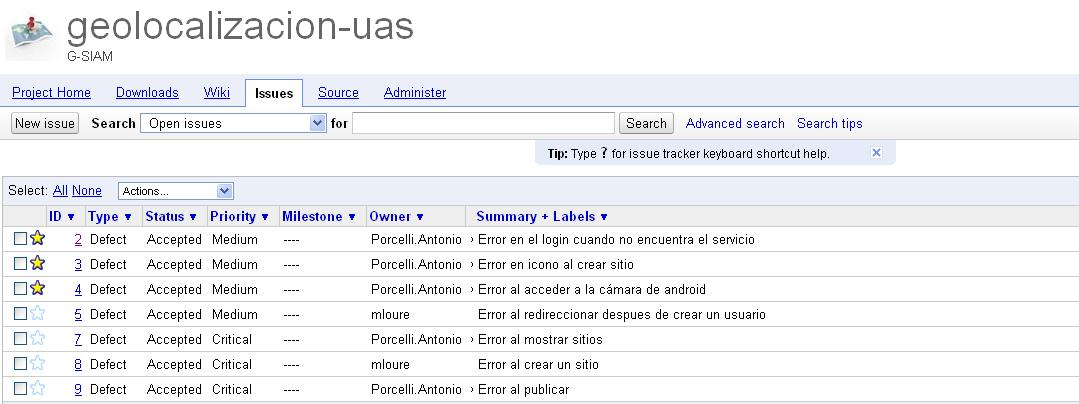 geolocalizacion-uas
G-SIAM
Project Home Downloads Wiki Issues Source Administer
New issue Search Open issues for Search Advanced search Search tips
Tip: Type ? for issue tracker keyboard shortcut help.
Select: All None Actions...
ID ▼ Type ▼ Status ▼ Priority ▼ Milestone ▼ Owner ▼ Summary + Labels ▼
2 Defect Accepted Medium ---- Porcelli.Antonio › Error en el login cuando no encuentra el servicio
3 Defect Accepted Medium ---- Porcelli.Antonio › Error en icono al crear sitio
4 Defect Accepted Medium ---- Porcelli.Antonio › Error al acceder a la cámara de android
5 Defect Accepted Medium ---- mloure Error al redireccionar despues de crear un usuario
7 Defect Accepted Critical ---- Porcelli.Antonio › Error al mostrar sitios
8 Defect Accepted Critical ---- mloure Error al crear un sitio
9 Defect Accepted Critical ---- Porcelli.Antonio › Error al publicar